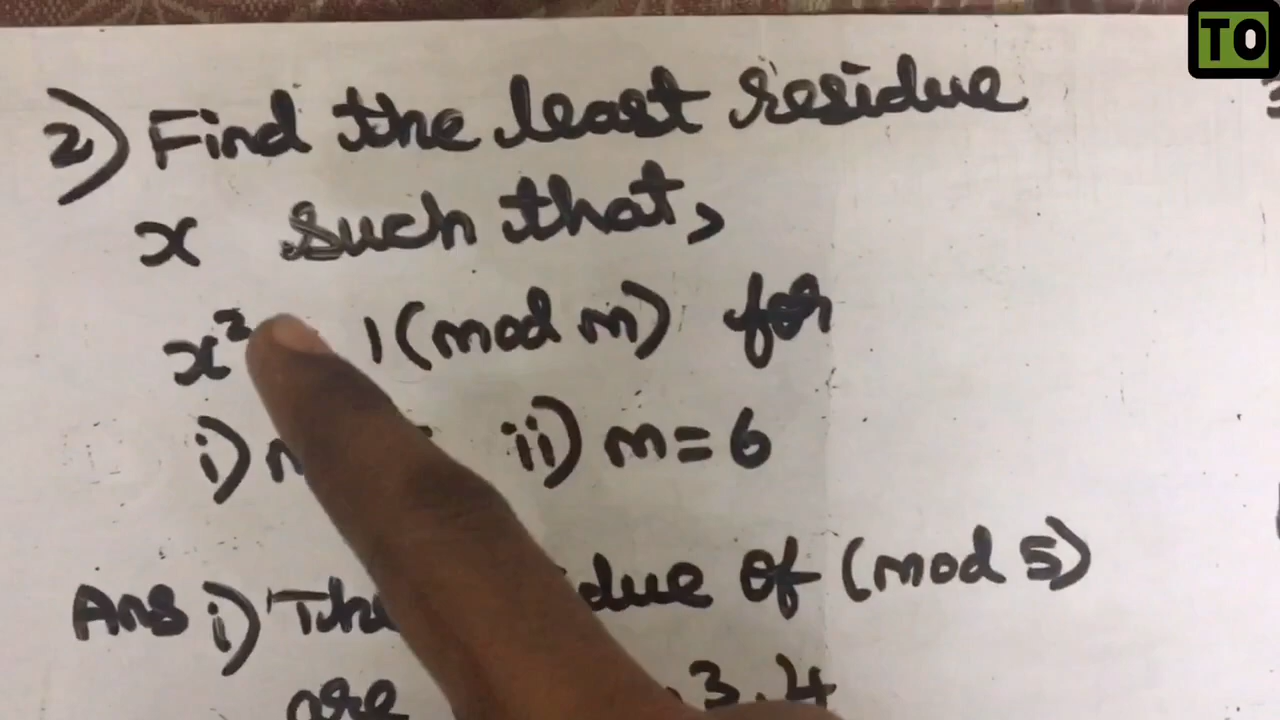 TO
2) Find the least residue
x such that,
x² 1 (mod m) for
i) ii) m = 6
Ans i) The of (mod 5)
are 3, 4